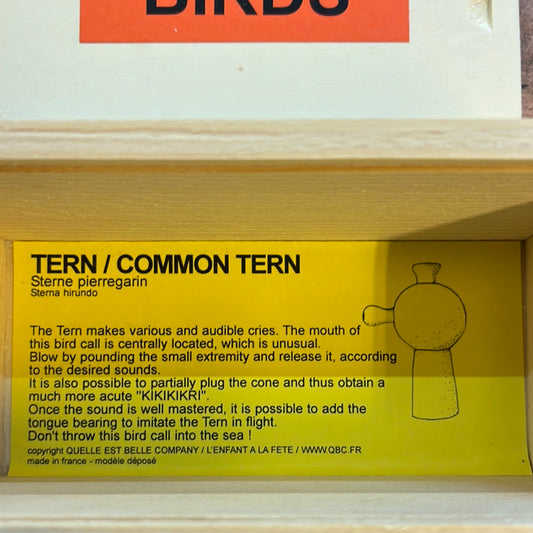 BIRDS
TERN / COMMON TERN
Sterne pierregarin
Sterna hirundo
The Tern makes various and audible cries. The mouth of
this bird call is centrally located, which is unusual.
Blow by pounding the small extremity and release it, according
to the desired sounds.
It is also possible to partially plug the cone and thus obtain a
much more acute "KIKIKIKRI".
Once the sound is well mastered, it is possible to add the
tongue bearing to imitate the Tern in flight.
Don't throw this bird call into the sea !
copyright QUELLE EST BELLE COMPANY / L'ENFANT A LA FETE / WWW.QBC.FR
made in france - modèle déposé